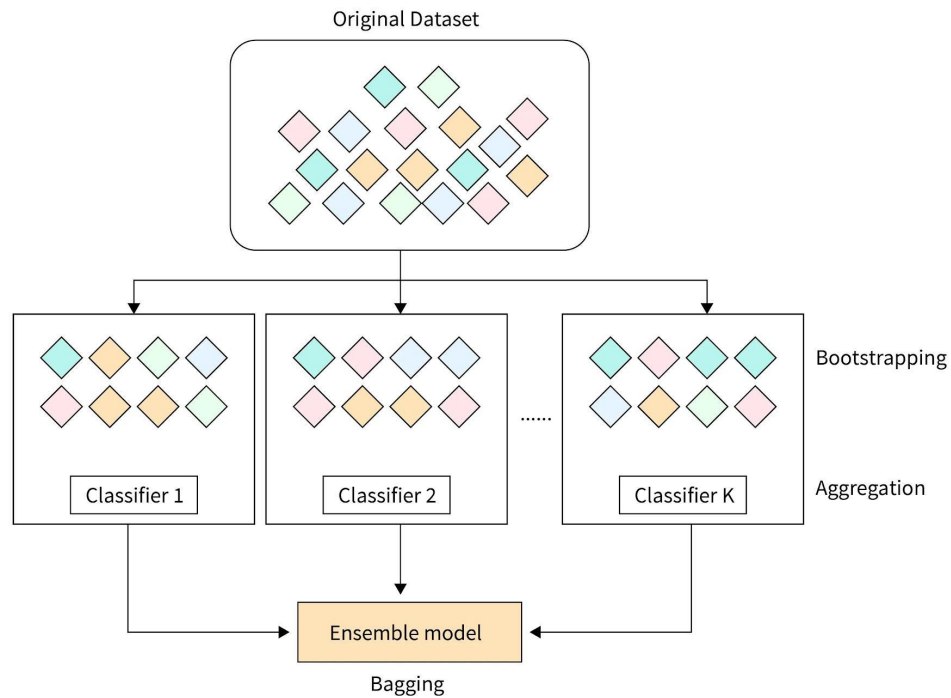 Original Dataset
Bootstrapping
......
Classifier 1
Classifier 2
Classifier K
Aggregation
Ensemble model
Bagging